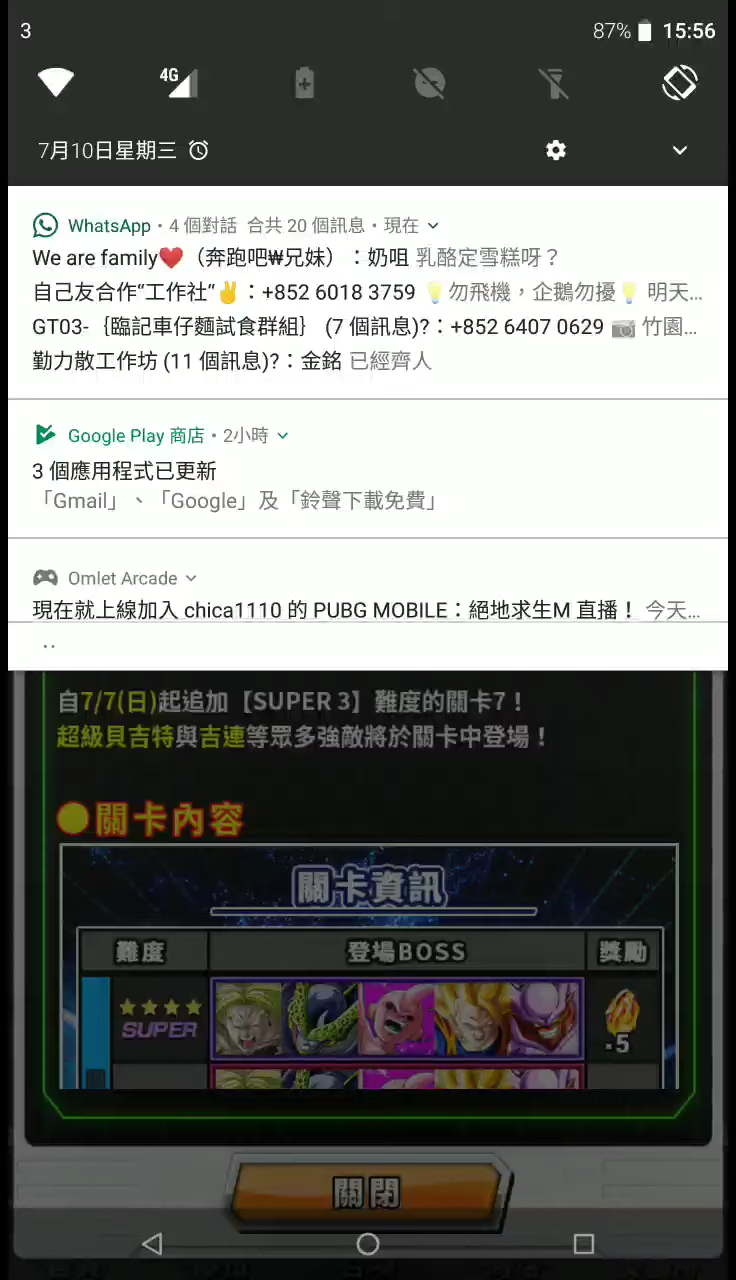 3 87% 15:56
4G
7月10日星期三
WhatsApp · 4 個對話 合共 20 個訊息 · 現在
We are family❤️（奔跑吧₩兄妹）：奶咀 乳酪定雪糕呀？
自己友合作“工作社“✌️：+852 6018 3759 💡勿飛機，企鵝勿擾💡 明天…
GT03-｛臨記車仔麵試食群組｝ (7 個訊息)?：+852 6407 0629 📷 竹園…
勤力散工作坊 (11 個訊息)?：金銘 已經齊人
Google Play 商店 · 2小時
3 個應用程式已更新
「Gmail」、「Google」及「鈴聲下載免費」
Omlet Arcade
現在就上線加入 chica1110 的 PUBG MOBILE：絕地求生M 直播！ 今天…
自7/7(日)起追加【SUPER 3】難度的關卡7！
超級貝吉特與吉連等眾多強敵將於關卡中登場！
●關卡內容
關卡資訊
難度 登場BOSS 獎勵
SUPER
×5
關閉